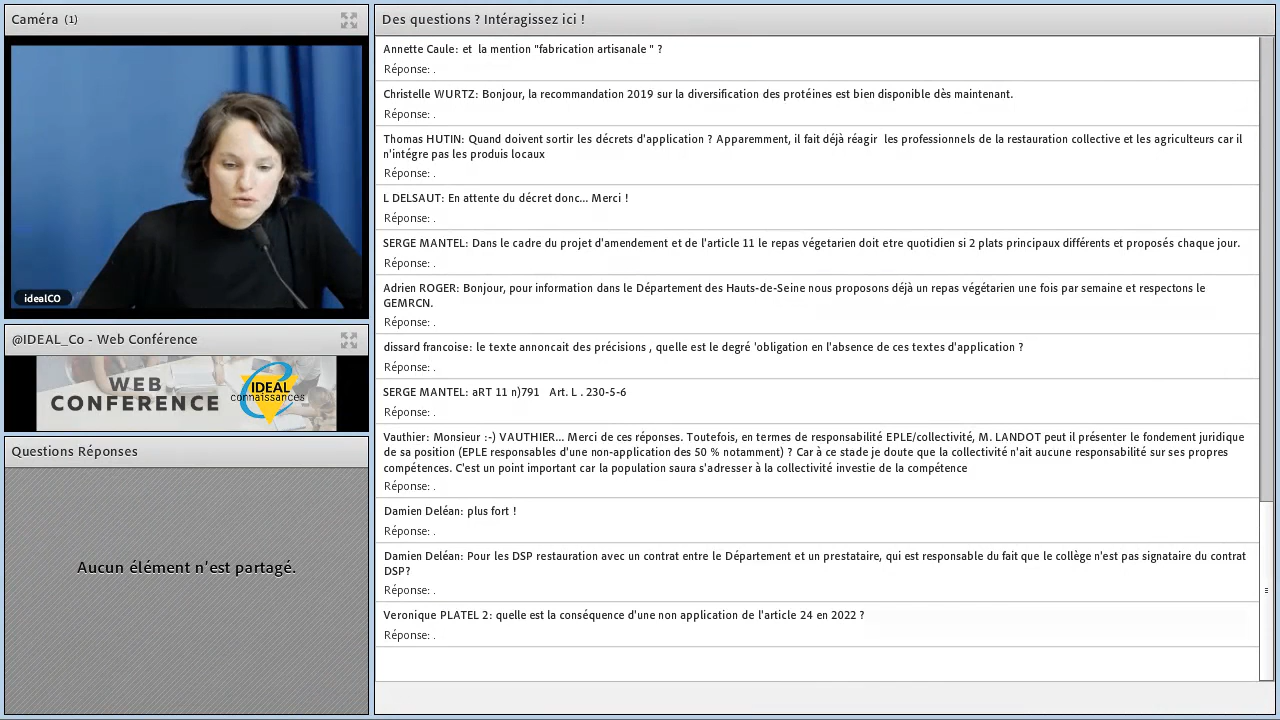 Caméra (1)
idealCO
@IDEAL_Co - Web Conférence
WEB
CONFERENCE
IDEAL
connaissances
Questions Réponses
Aucun élément n'est partagé.
Des questions ? Intéragissez ici !
Annette Caule: et  la mention "fabrication artisanale " ?
Réponse: .
Christelle WURTZ: Bonjour, la recommandation 2019 sur la diversification des protéines est bien disponible dès maintenant.
Réponse: .
Thomas HUTIN: Quand doivent sortir les décrets d'application ? Apparemment, il fait déjà réagir  les professionnels de la restauration collective et les agriculteurs car il
n'intégre pas les produis locaux
Réponse: .
L DELSAUT: En attente du décret donc... Merci !
Réponse: .
SERGE MANTEL: Dans le cadre du projet d'amendement et de l'article 11 le repas végetarien doit etre quotidien si 2 plats principaux différents et proposés chaque jour.
Réponse: .
Adrien ROGER: Bonjour, pour information dans le Département des Hauts-de-Seine nous proposons déjà un repas végétarien une fois par semaine et respectons le
GEMRCN.
Réponse: .
dissard francoise: le texte annoncait des précisions , quelle est le degré 'obligation en l'absence de ces textes d'application ?
Réponse: .
SERGE MANTEL: aRT 11 n)791   Art. L . 230-5-6
Réponse: .
Vauthier: Monsieur :-) VAUTHIER... Merci de ces réponses. Toutefois, en termes de responsabilité EPLE/collectivité, M. LANDOT peut il présenter le fondement juridique
de sa position (EPLE responsables d'une non-application des 50 % notamment) ? Car à ce stade je doute que la collectivité n'ait aucune responsabilité sur ses propres
compétences. C'est un point important car la population saura s'adresser à la collectivité investie de la compétence
Réponse: .
Damien Deléan: plus fort !
Réponse: .
Damien Deléan: Pour les DSP restauration avec un contrat entre le Département et un prestataire, qui est responsable du fait que le collège n'est pas signataire du contrat
DSP?
Réponse: .
Veronique PLATEL 2: quelle est la conséquence d'une non application de l'article 24 en 2022 ?
Réponse: .